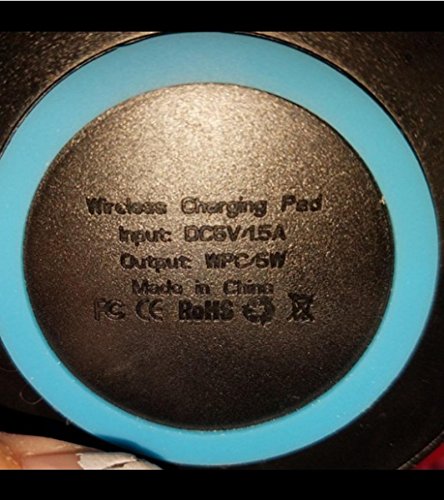 Wireless Charging Pad
Input: DC5V/1.5A
Output: WPC/5W
Made in China
FC CE RoHS